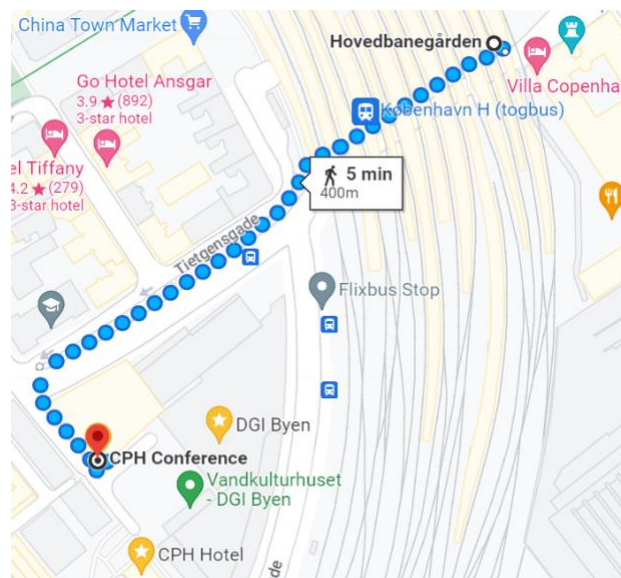 China Town Market
Hovedbanegården
Go Hotel Ansgar
3.9 ★ (892)
3-star hotel
Villa Copenha
København H (togbus)
el Tiffany
4.2 ★ (279)
3-star hotel
5 min
400m
Tietgensgade
Flixbus Stop
DGI Byen
CPH Conference
Vandkulturhuset
- DGI Byen
CPH Hotel
de